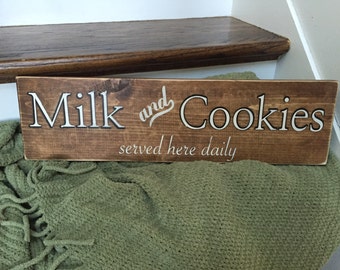 Milk and Cookies
served here daily